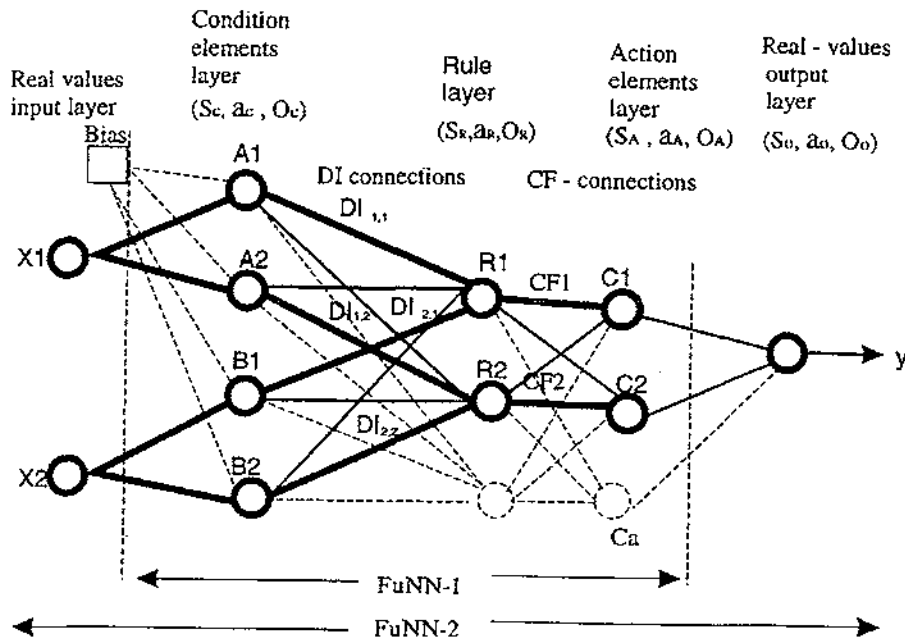 Real values
input layer
Bias
Condition
elements
layer
(Sc, ac , Oc)
Rule
layer
(SR,aR,OR)
Action
elements
layer
(SA , aA, OA)
Real - values
output
layer
(So, ao, Oo)
A1
DI connections
CF - connections
DI 1,1
X1
A2
R1
CF1
C1
DI1,2
DI 2,1
y
B1
R2
CF2
C2
DI2,2
X2
B2
Ca
FuNN-1
FuNN-2